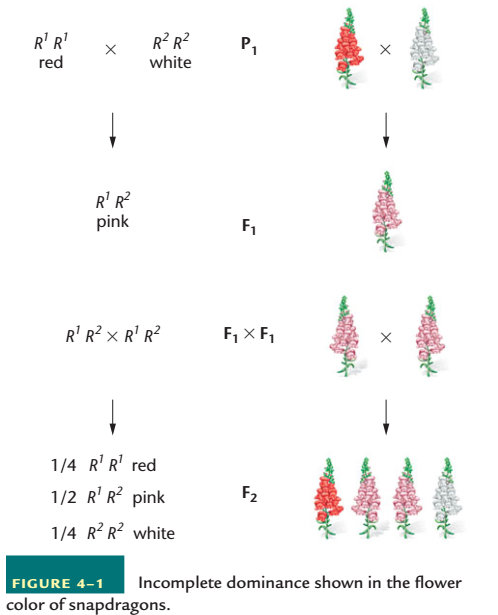 R¹ R¹ × R² R² P₁ ×
red white
R¹ R²
pink
F₁
R¹ R² × R¹ R² F₁ × F₁ ×
1/4 R¹ R¹ red
1/2 R¹ R² pink F₂
1/4 R² R² white
FIGURE 4–1 Incomplete dominance shown in the flower
color of snapdragons.